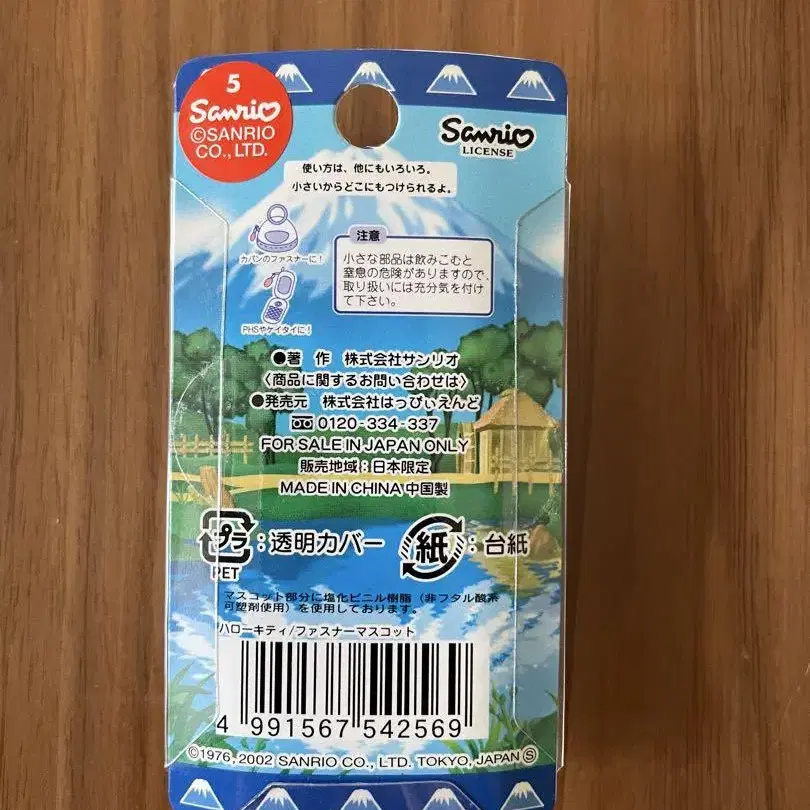 5
Sanrio
©SANRIO
CO., LTD.
Sanrio
LICENSE
使い方は、他にもいろいろ。
小さいからどこにもつけられるよ。
カバンのファスナーに!
PHSやケイタイに!
注意
小さな部品は飲みこむと
窒息の危険がありますので、
取り扱いには充分気を付け
て下さい。
●著 作 株式会社サンリオ
〈商品に関するお問い合わせは〉
●発売元 株式会社はっぴぃえんど
0120-334-337
FOR SALE IN JAPAN ONLY
販売地域:日本限定
MADE IN CHINA 中国製
プラ:透明カバー
PET
紙:台紙
マスコット部分に塩化ビニル樹脂(非フタル酸系
可塑剤使用)を使用しております。
ハローキティ/ファスナーマスコット
4 991567 542569
©1976, 2002 SANRIO CO., LTD. TOKYO, JAPAN Ⓢ